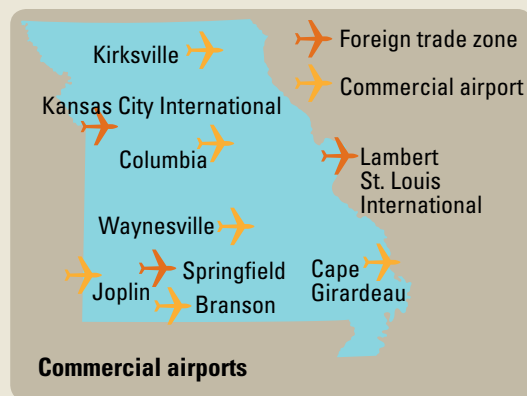 Foreign trade zone
Kirksville
Commercial airport
Kansas City International
Columbia
Lambert
St. Louis
International
Waynesville
Springfield
Cape
Girardeau
Joplin
Branson
Commercial airports